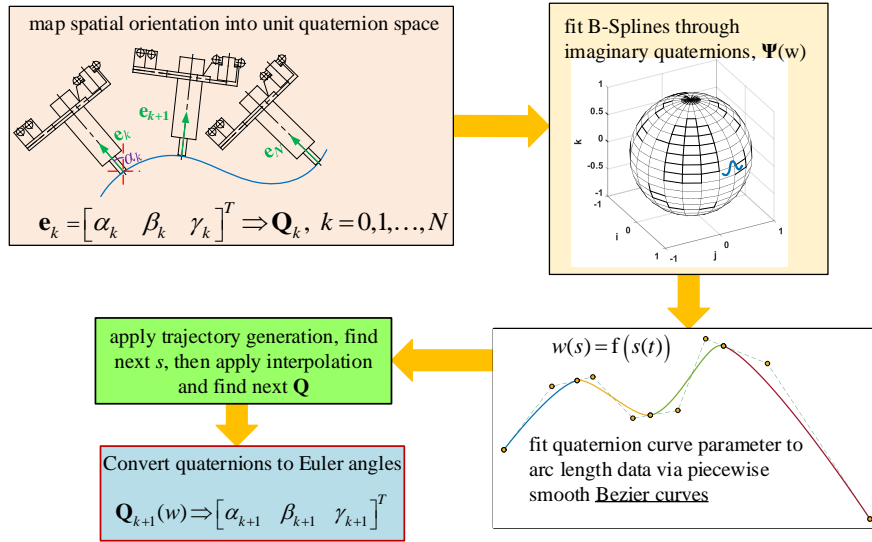 map spatial orientation into unit quaternion space
e_k
e_{k+1}
e_N
α_k
e_k = [α_k β_k γ_k]^T ⇒ Q_k, k = 0,1,…,N
fit B-Splines through
imaginary quaternions, Ψ(w)
1
0.5
0
-0.5
-1
k
-1
0
1
i
-1
0
1
j
w(s) = f(s(t))
fit quaternion curve parameter to
arc length data via piecewise
smooth Bezier curves
apply trajectory generation, find
next s, then apply interpolation
and find next Q
Convert quaternions to Euler angles
Q_{k+1}(w) ⇒ [α_{k+1} β_{k+1} γ_{k+1}]^T